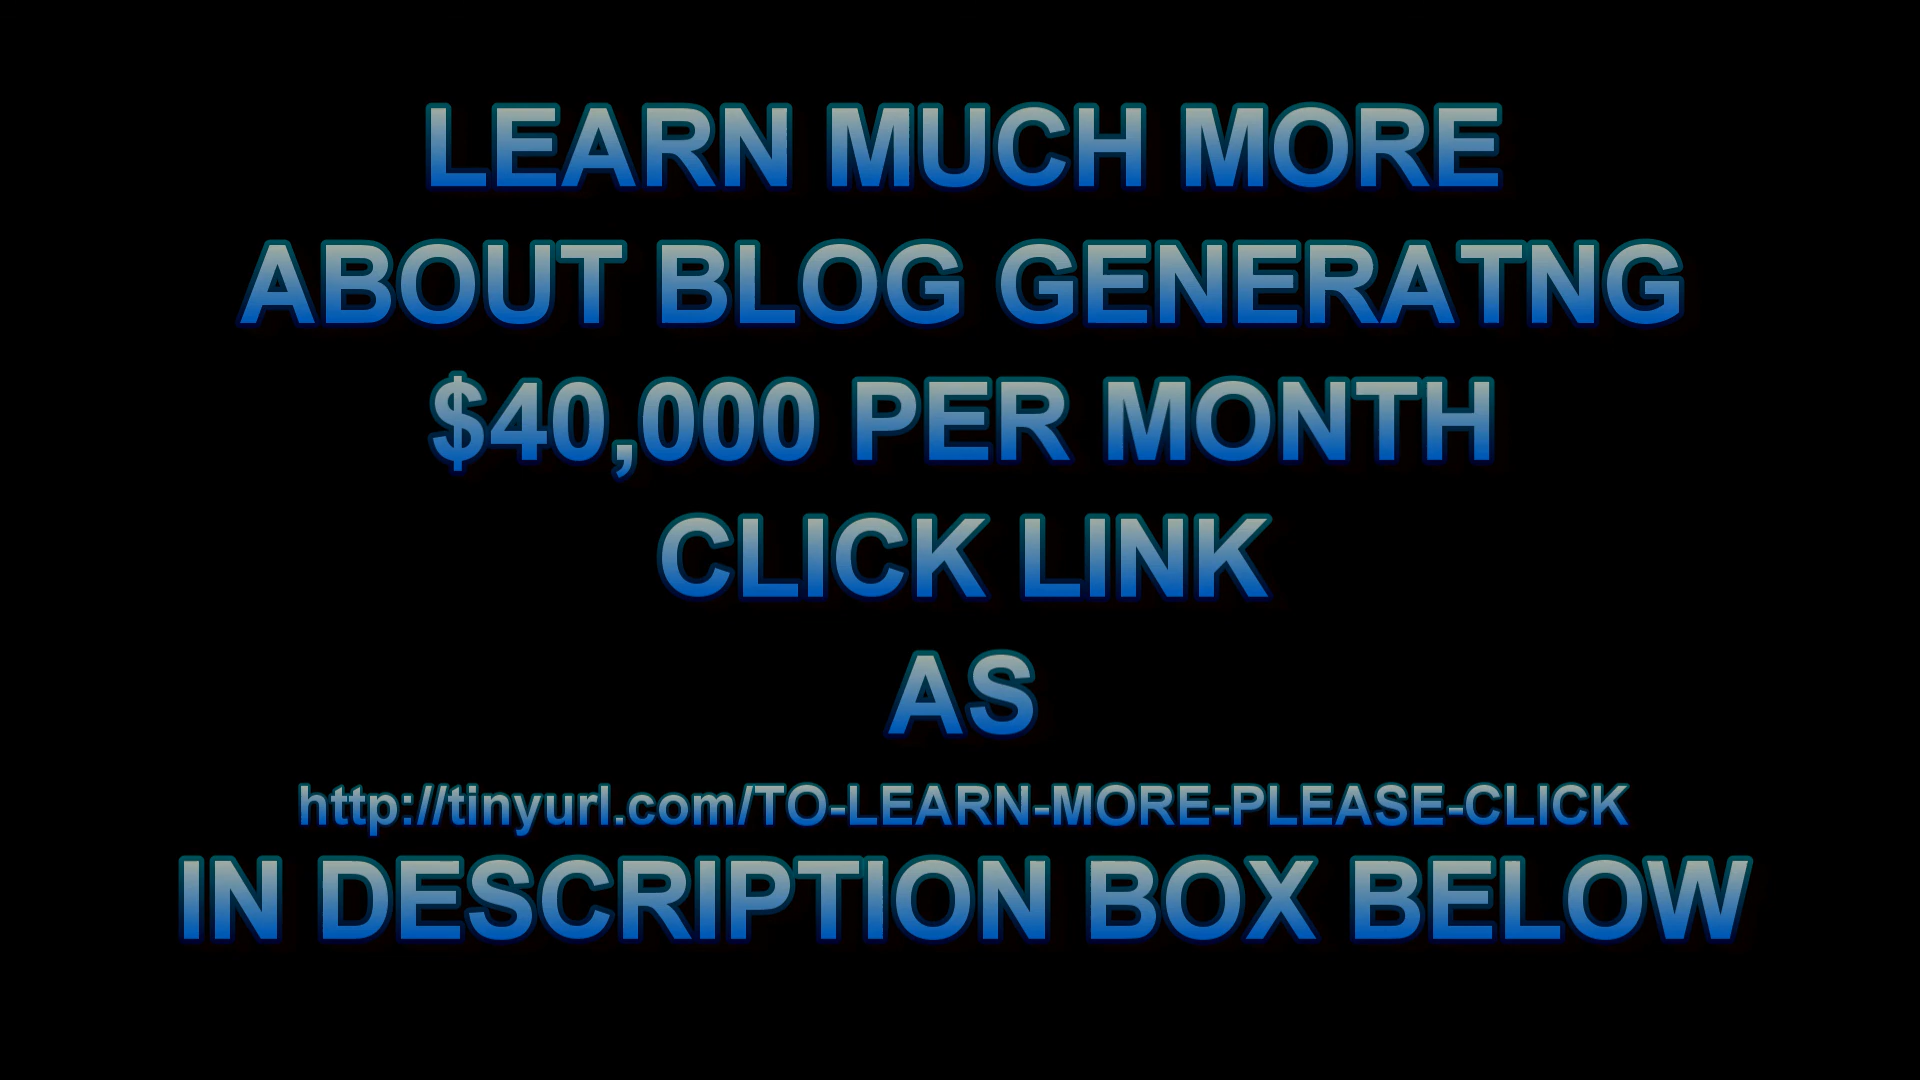 LEARN MUCH MORE
ABOUT BLOG GENERATNG
$40,000 PER MONTH
CLICK LINK
AS
http://tinyurl.com/TO-LEARN-MORE-PLEASE-CLICK
IN DESCRIPTION BOX BELOW